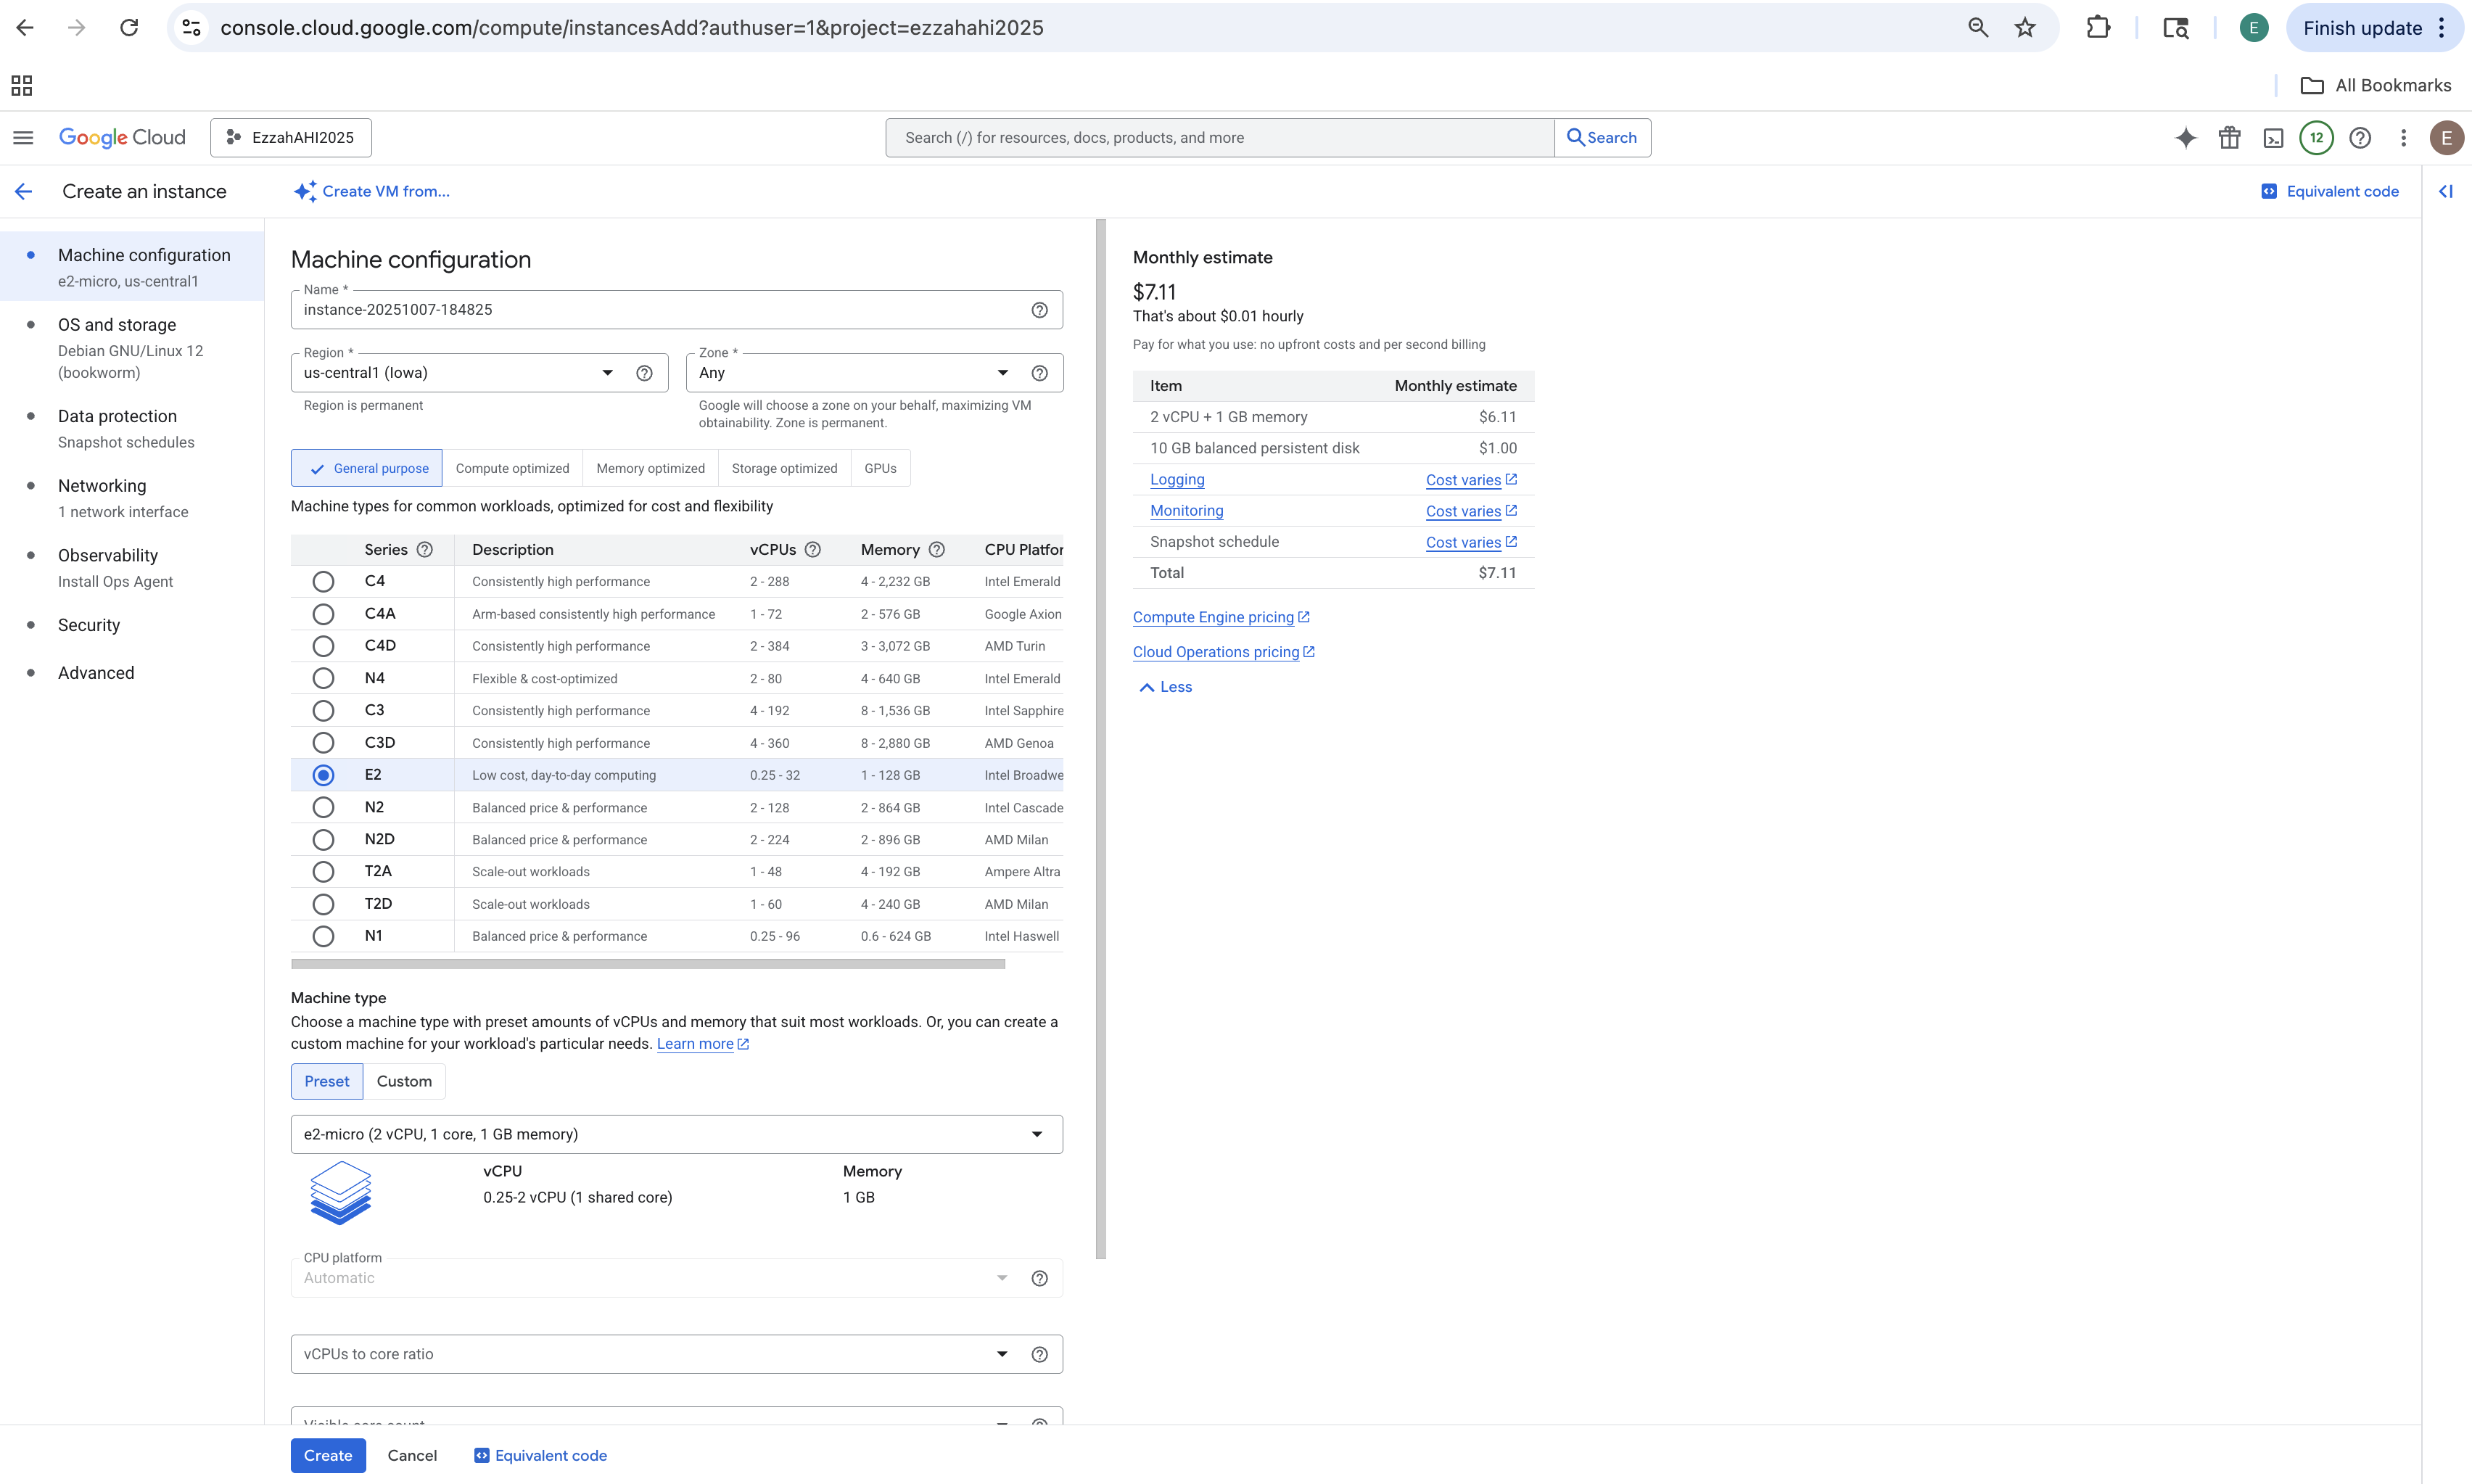 console.cloud.google.com/compute/instancesAdd?authuser=1&project=ezzahahi2025
E
Finish update
All Bookmarks
Google Cloud
EzzahAHI2025
Search (/) for resources, docs, products, and more
Search
12
E
Create an instance
Create VM from...
Equivalent code
Machine configuration
e2-micro, us-central1
OS and storage
Debian GNU/Linux 12
(bookworm)
Data protection
Snapshot schedules
Networking
1 network interface
Observability
Install Ops Agent
Security
Advanced
Machine configuration
Name *
instance-20251007-184825
Region *
us-central1 (Iowa)
Region is permanent
Zone *
Any
Google will choose a zone on your behalf, maximizing VM
obtainability. Zone is permanent.
General purpose Compute optimized Memory optimized Storage optimized GPUs
Machine types for common workloads, optimized for cost and flexibility
Series Description vCPUs Memory CPU Platfor
C4 Consistently high performance 2 - 288 4 - 2,232 GB Intel Emerald
C4A Arm-based consistently high performance 1 - 72 2 - 576 GB Google Axion
C4D Consistently high performance 2 - 384 3 - 3,072 GB AMD Turin
N4 Flexible & cost-optimized 2 - 80 4 - 640 GB Intel Emerald
C3 Consistently high performance 4 - 192 8 - 1,536 GB Intel Sapphire
C3D Consistently high performance 4 - 360 8 - 2,880 GB AMD Genoa
E2 Low cost, day-to-day computing 0.25 - 32 1 - 128 GB Intel Broadwe
N2 Balanced price & performance 2 - 128 2 - 864 GB Intel Cascade
N2D Balanced price & performance 2 - 224 2 - 896 GB AMD Milan
T2A Scale-out workloads 1 - 48 4 - 192 GB Ampere Altra
T2D Scale-out workloads 1 - 60 4 - 240 GB AMD Milan
N1 Balanced price & performance 0.25 - 96 0.6 - 624 GB Intel Haswell
Machine type
Choose a machine type with preset amounts of vCPUs and memory that suit most workloads. Or, you can create a
custom machine for your workload's particular needs. Learn more
Preset Custom
e2-micro (2 vCPU, 1 core, 1 GB memory)
vCPU Memory
0.25-2 vCPU (1 shared core) 1 GB
CPU platform
Automatic
vCPUs to core ratio
Visible core count
Create Cancel Equivalent code
Monthly estimate
$7.11
That's about $0.01 hourly
Pay for what you use: no upfront costs and per second billing
Item Monthly estimate
2 vCPU + 1 GB memory $6.11
10 GB balanced persistent disk $1.00
Logging Cost varies
Monitoring Cost varies
Snapshot schedule Cost varies
Total $7.11
Compute Engine pricing
Cloud Operations pricing
Less